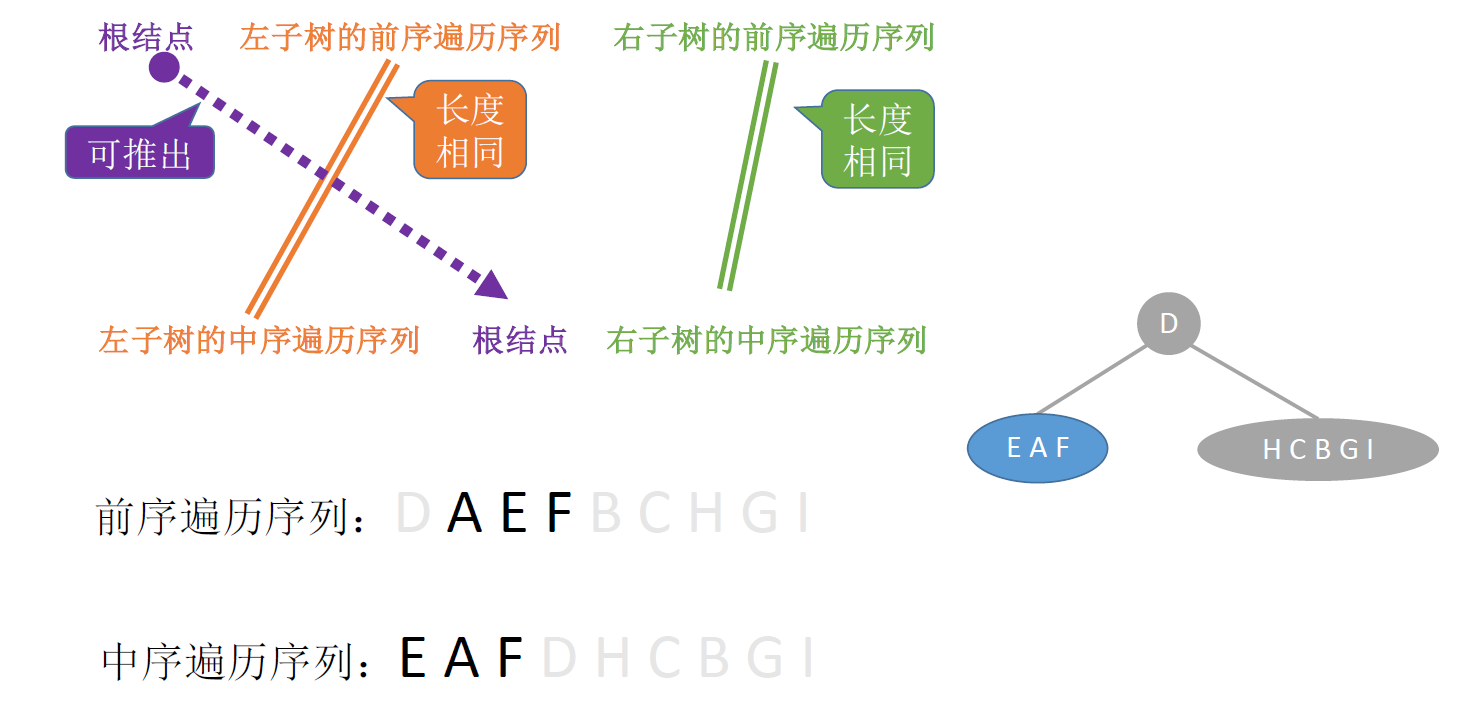 根结点 左子树的前序遍历序列 右子树的前序遍历序列
长度
相同
长度
相同
可推出
左子树的中序遍历序列 根结点 右子树的中序遍历序列
D
E A F
H C B G I
前序遍历序列：D A E F B C H G I
中序遍历序列：E A F D H C B G I